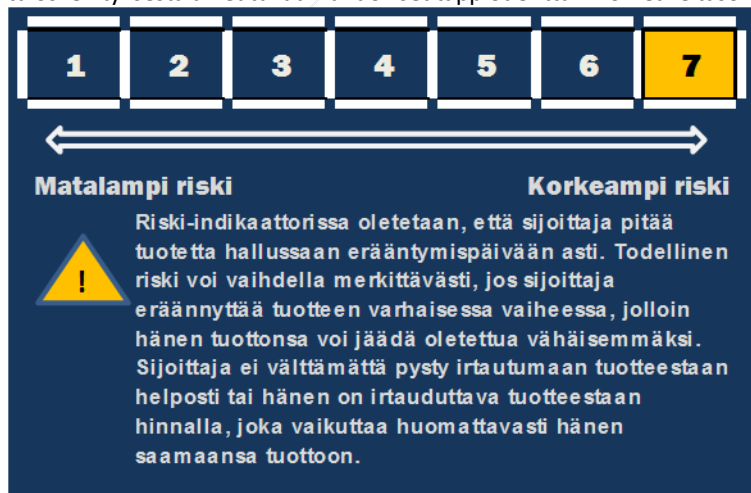 1 2 3 4 5 6 7
Matalampi riski Korkeampi riski
Riski-indikaattorissa oletetaan, että sijoittaja pitää
tuotetta hallussaan erääntymispäivään asti. Todellinen
! riski voi vaihdella merkittävästi, jos sijoittaja
eräännyttää tuotteen varhaisessa vaiheessa, jolloin
hänen tuottonsa voi jäädä oletettua vähäisemmäksi.
Sijoittaja ei välttämättä pysty irtautumaan tuotteestaan
helposti tai hänen on irtauduttava tuotteestaan
hinnalla, joka vaikuttaa huomattavasti hänen
saamaansa tuottoon.